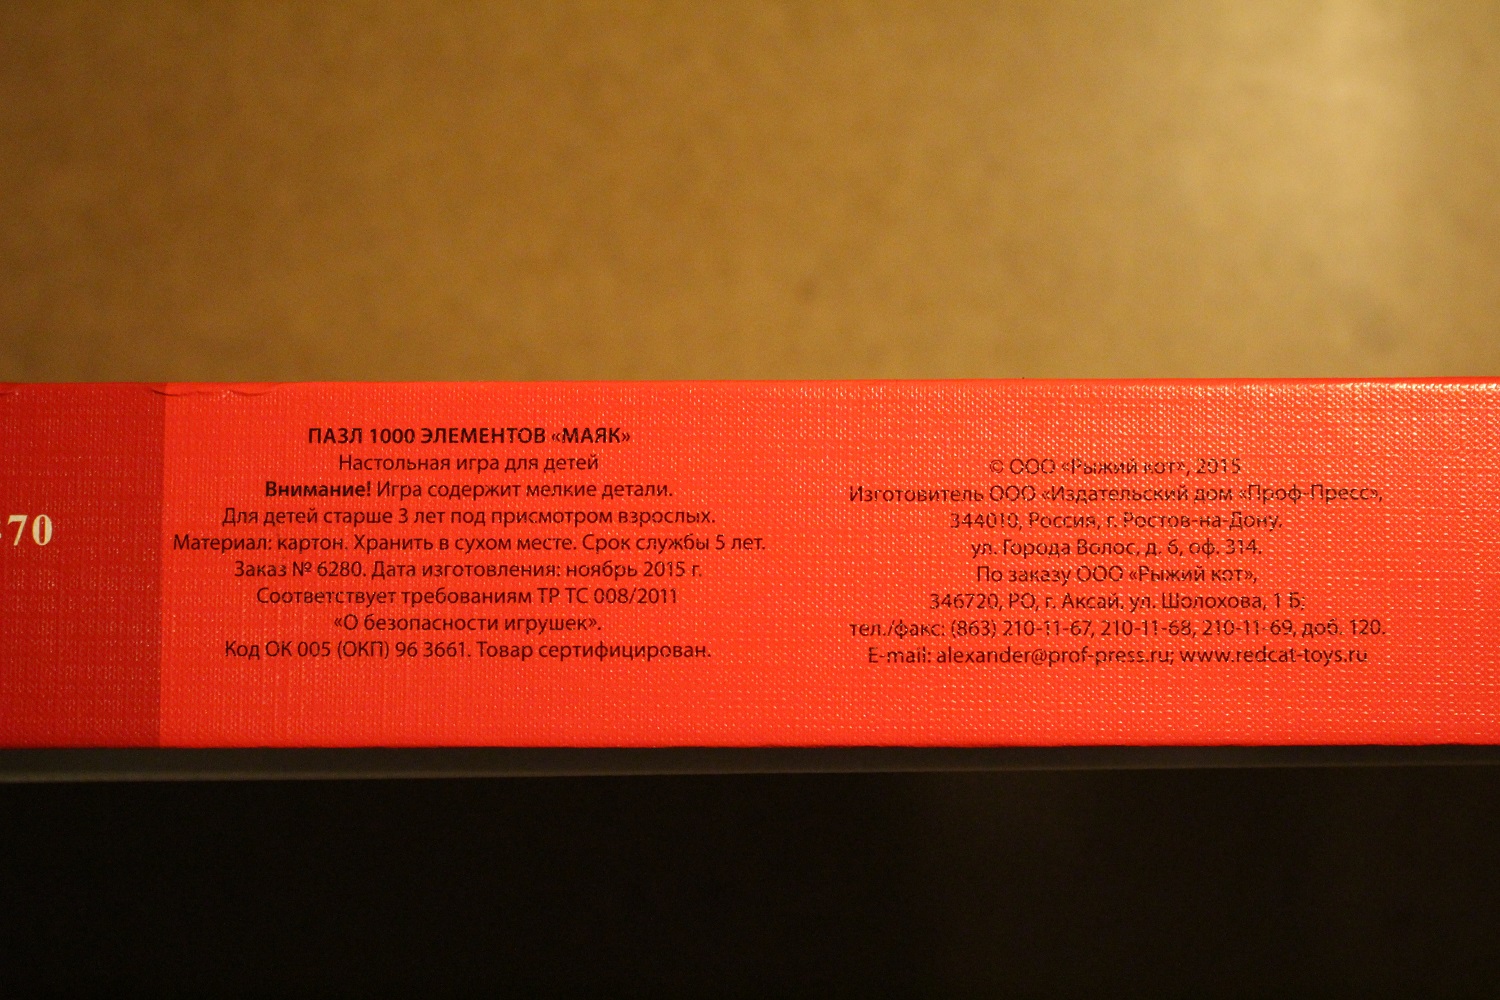 -70
ПАЗЛ 1000 ЭЛЕМЕНТОВ «МАЯК»
Настольная игра для детей
Внимание! Игра содержит мелкие детали.
Для детей старше 3 лет под присмотром взрослых.
Материал: картон. Хранить в сухом месте. Срок службы 5 лет.
Заказ № 6280. Дата изготовления: ноябрь 2015 г.
Соответствует требованиям ТР ТС 008/2011
«О безопасности игрушек».
Код ОК 005 (ОКП) 96 3661. Товар сертифицирован.
© ООО «Рыжий кот», 2015
Изготовитель ООО «Издательский дом «Проф-Пресс»,
344010, Россия, г. Ростов-на-Дону.
ул. Города Волос, д. 6, оф. 314.
По заказу ООО «Рыжий кот»,
346720, РО, г. Аксай, ул. Шолохова, 1 Б;
тел./факс: (863) 210-11-67, 210-11-68, 210-11-69, доб. 120.
E-mail: alexander@prof-press.ru; www.redcat-toys.ru